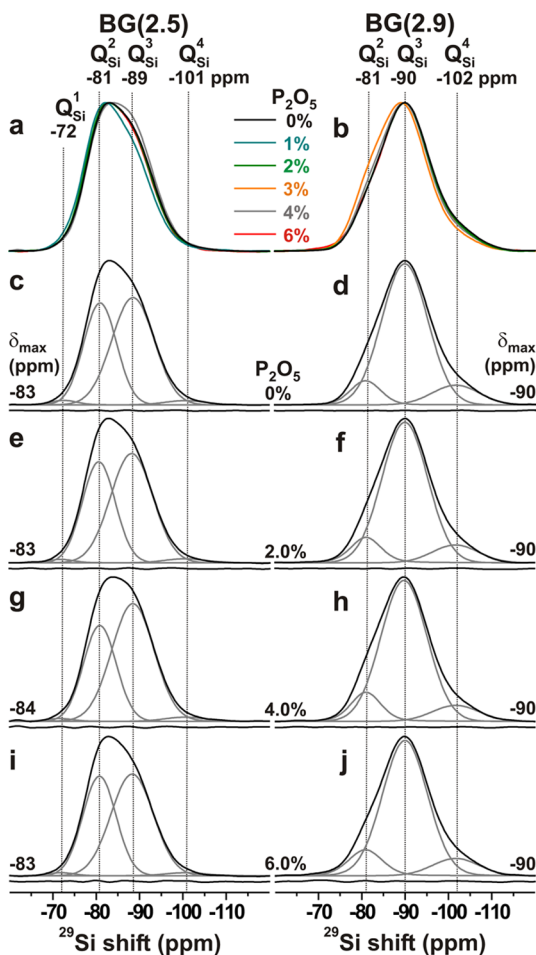 BG(2.5) BG(2.9)
Q²Si Q³Si Q⁴Si Q²Si Q³Si Q⁴Si
-81 -89 -101 ppm -81 -90 -102 ppm
Q¹Si
-72
P₂O₅
a b
0%
1%
2%
3%
4%
6%
c d
δmax
(ppm)
-83
P₂O₅
0%
δmax
(ppm)
-90
e f
-83 2.0% -90
g h
-84 4.0% -90
i j
-83 6.0% -90
-70 -80 -90 -100 -70 -80 -90 -100 -110
²⁹Si shift (ppm) ²⁹Si shift (ppm)